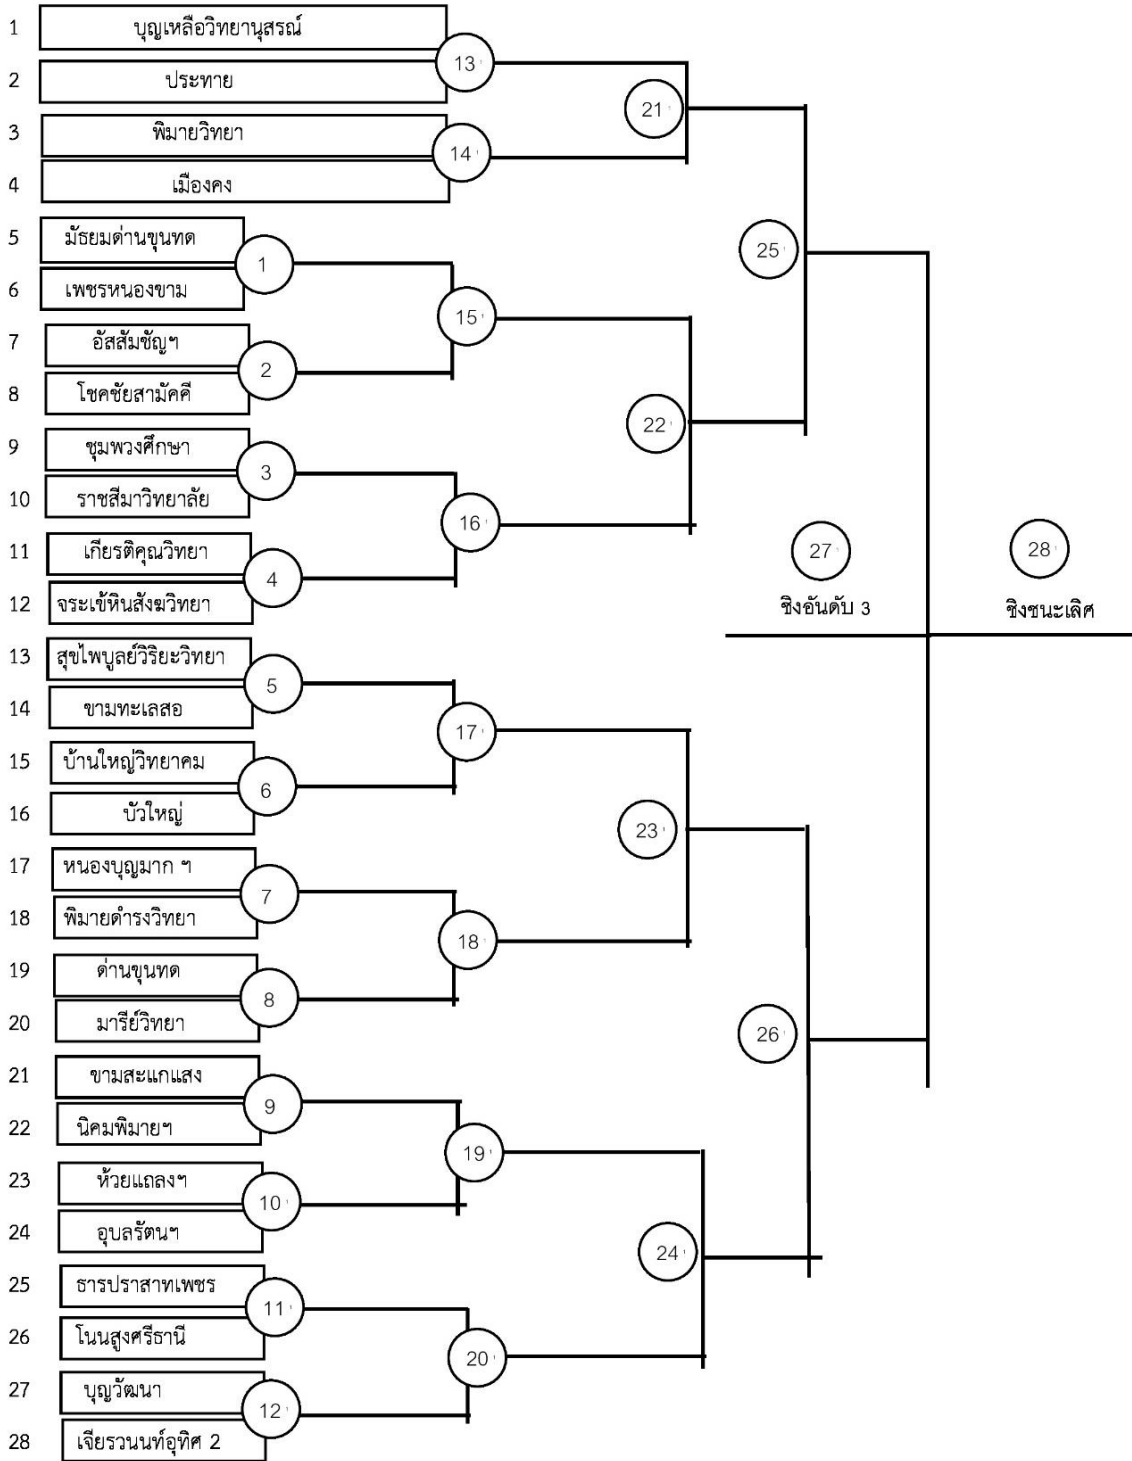 1 บุญเหลือวิทยานุสรณ์
13
2 ประทาย
21
3 พิมายวิทยา
14
4 เมืองคง
5 มัธยมด่านขุนทด
25
1
6 เพชรหนองขาม
15
7 อัสสัมชัญฯ
2
8 โชคชัยสามัคคี
22
9 ชุมพวงศึกษา
3
10 ราชสีมาวิทยาลัย
16
11 เกียรติคุณวิทยา
27
28
4
12 จระเข้หินสังฆวิทยา
ชิงอันดับ 3
ชิงชนะเลิศ
13 สุขไพบูลย์วิริยะวิทยา
5
14 ขามทะเลสอ
17
15 บ้านใหญ่วิทยาคม
6
16 บัวใหญ่
23
17 หนองบุญมาก ฯ
7
18 พิมายดำรงวิทยา
18
19 ด่านขุนทด
8
20 มารีย์วิทยา
26
21 ขามสะแกแสง
9
22 นิคมพิมายฯ
19
23 ห้วยแถลงฯ
10
24 อุบลรัตนฯ
24
25 ธารปราสาทเพชร
11
26 โนนสูงศรีธานี
20
27 บุญวัฒนา
12
28 เจียรวนนท์อุทิศ 2